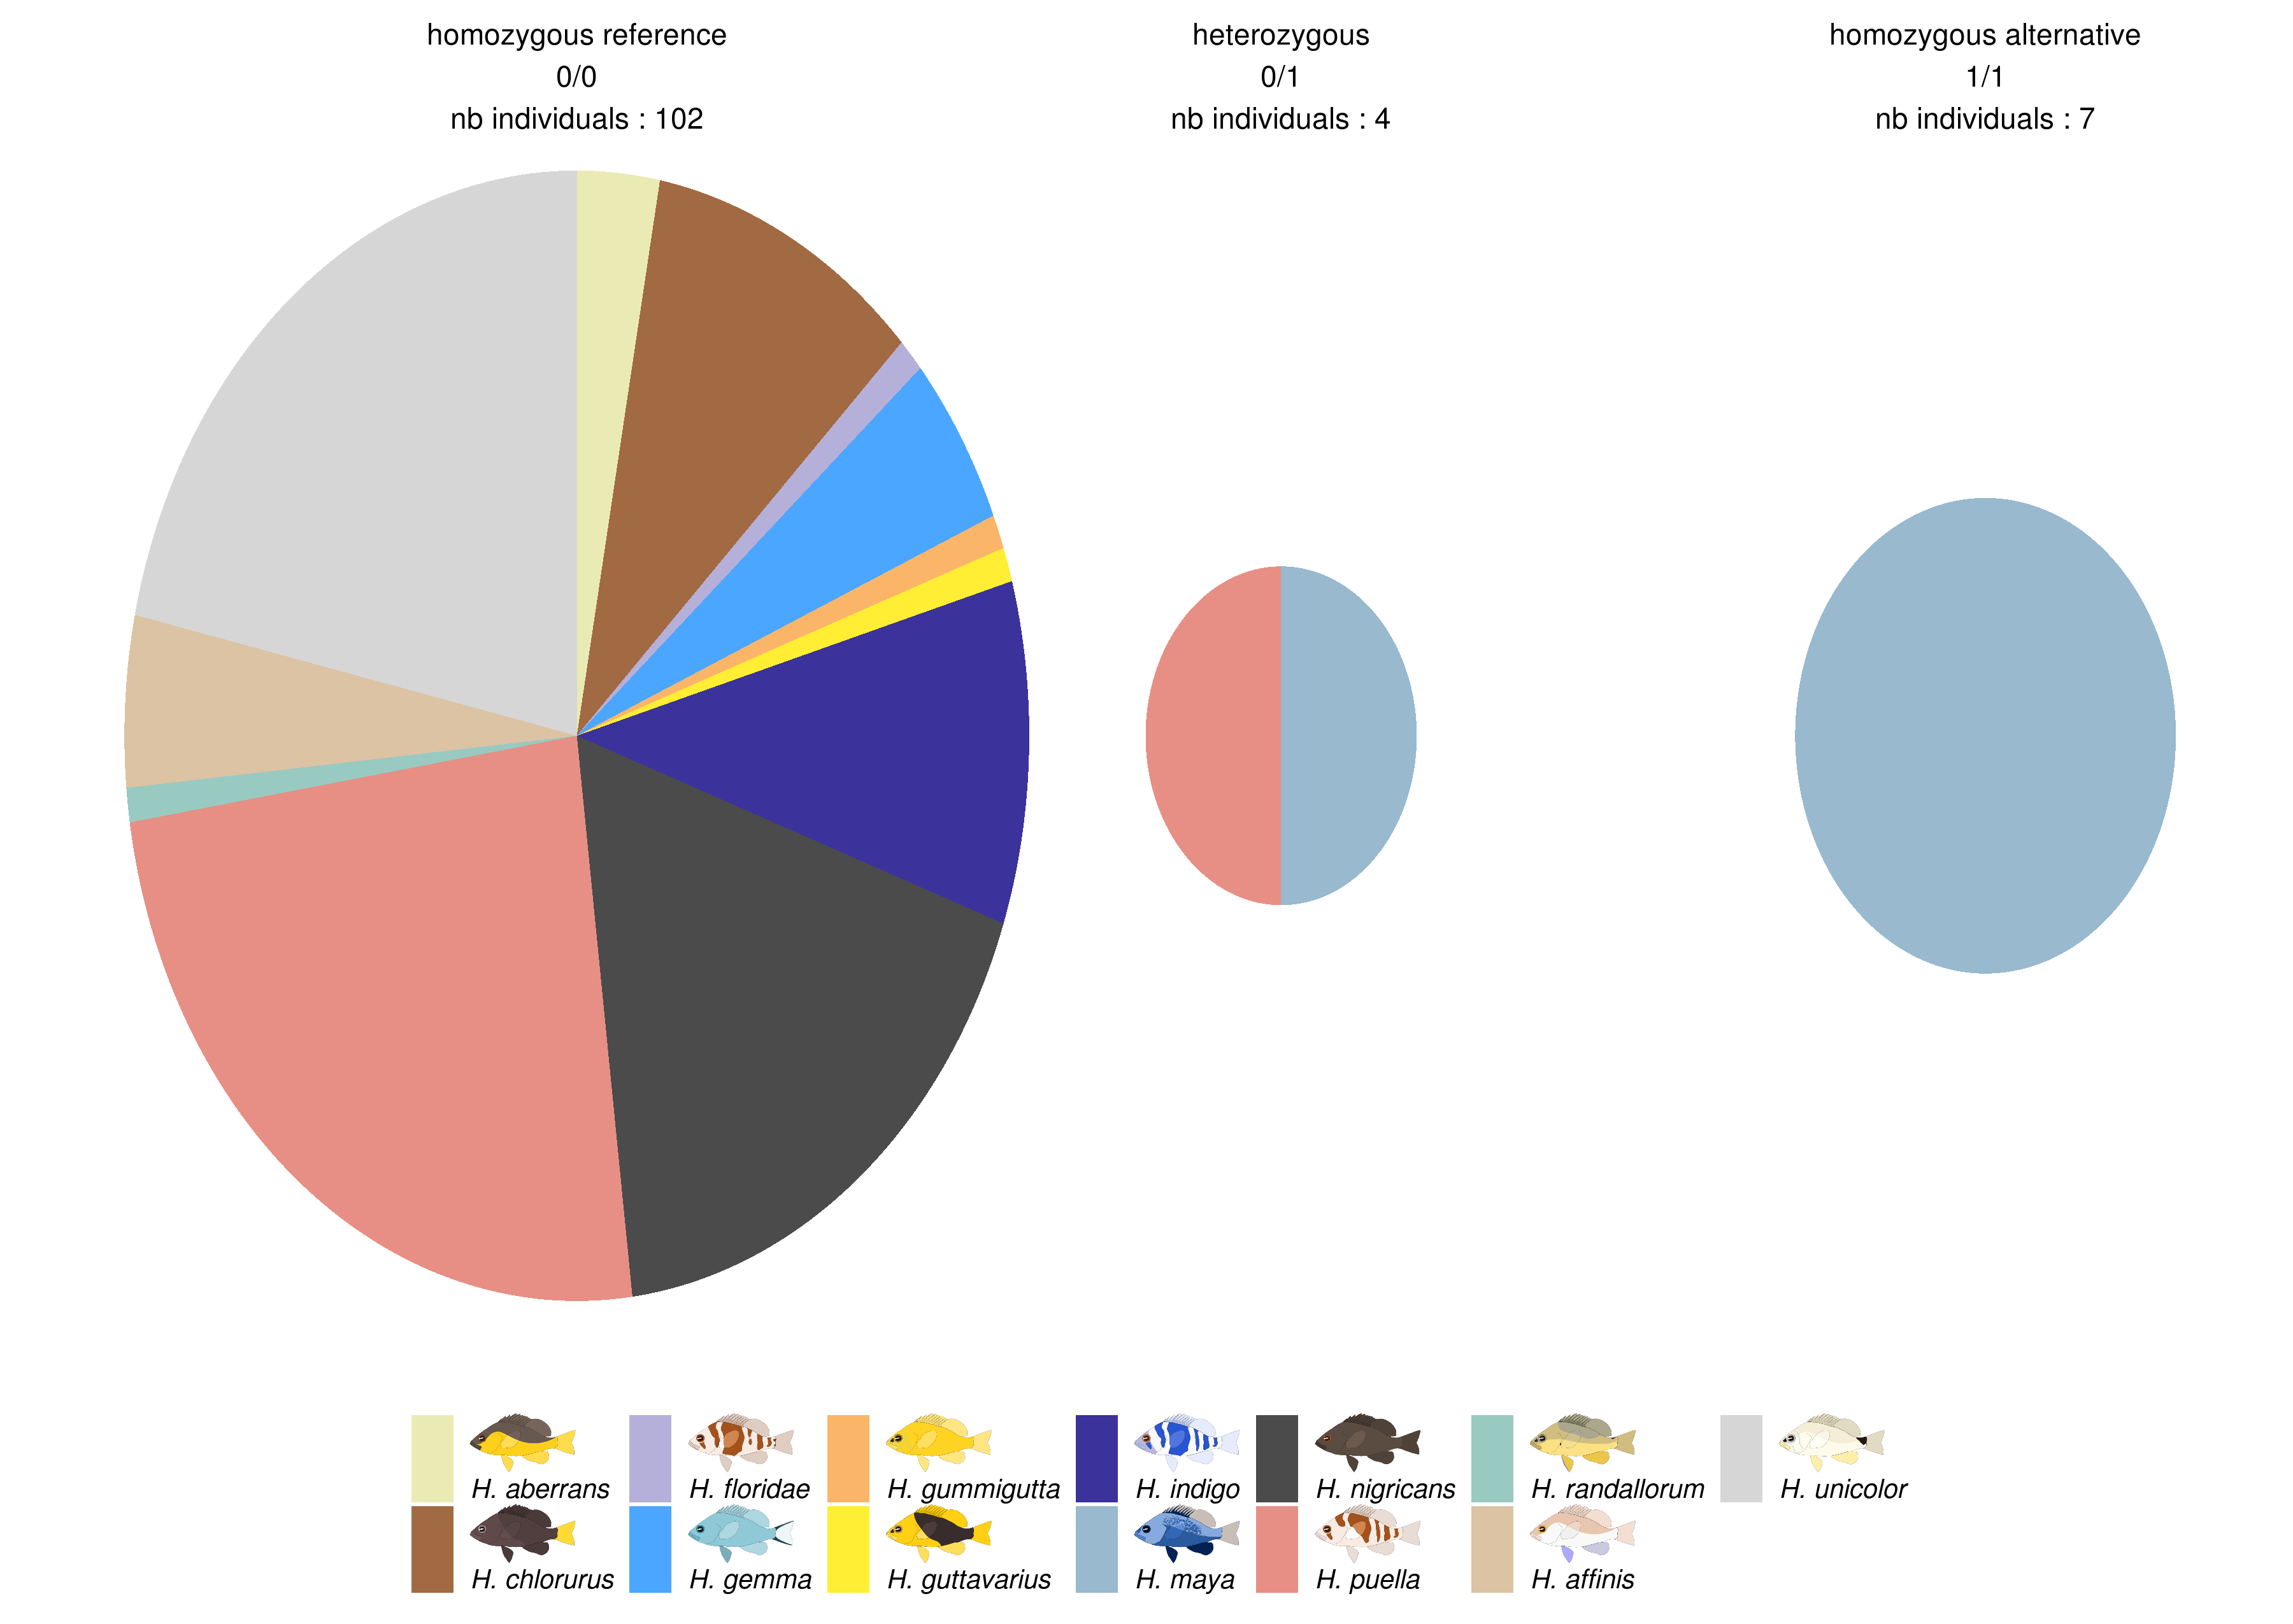 homozygous reference
0/0
nb individuals : 102
heterozygous
0/1
nb individuals : 4
homozygous alternative
1/1
nb individuals : 7
H. aberrans
H. floridae
H. gummigutta
H. indigo
H. nigricans
H. randallorum
H. unicolor
H. chlorurus
H. gemma
H. guttavarius
H. maya
H. puella
H. affinis